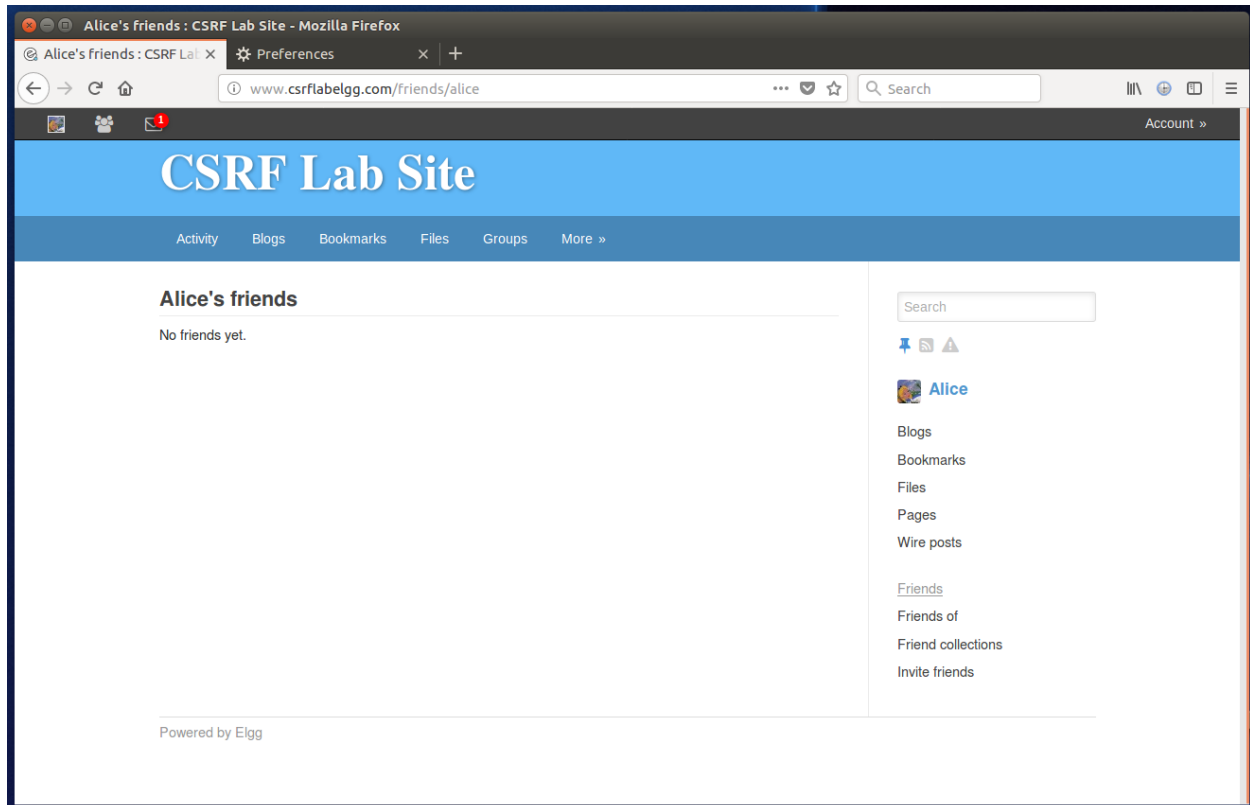 Alice's friends : CSRF Lab Site - Mozilla Firefox
Alice's friends : CSRF Lab
Preferences
www.csrflabelgg.com/friends/alice
Search
1
Account »
CSRF Lab Site
Activity Blogs Bookmarks Files Groups More »
Alice's friends
No friends yet.
Search
Alice
Blogs
Bookmarks
Files
Pages
Wire posts
Friends
Friends of
Friend collections
Invite friends
Powered by Elgg